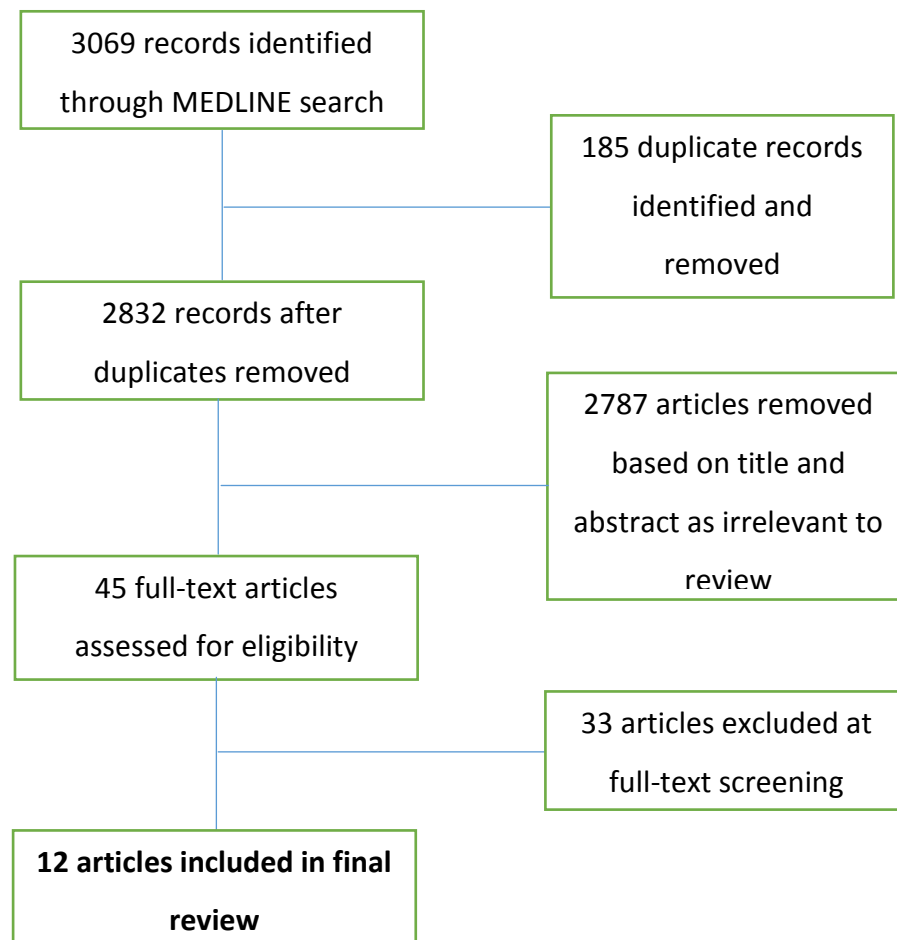 3069 records identified
through MEDLINE search
185 duplicate records
identified and
removed
2832 records after
duplicates removed
2787 articles removed
based on title and
abstract as irrelevant to
review
45 full-text articles
assessed for eligibility
33 articles excluded at
full-text screening
12 articles included in final
review